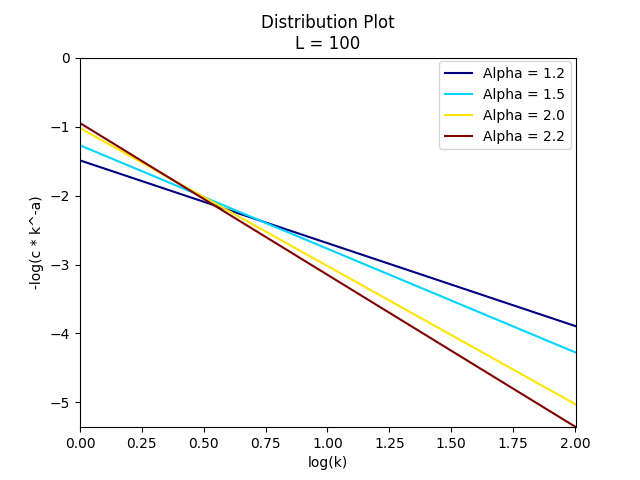 Distribution Plot
L = 100
Alpha = 1.2
Alpha = 1.5
Alpha = 2.0
Alpha = 2.2
-log(c * k^-a)
0
−1
−2
−3
−4
−5
0.00 0.25 0.50 0.75 1.00 1.25 1.50 1.75 2.00
log(k)